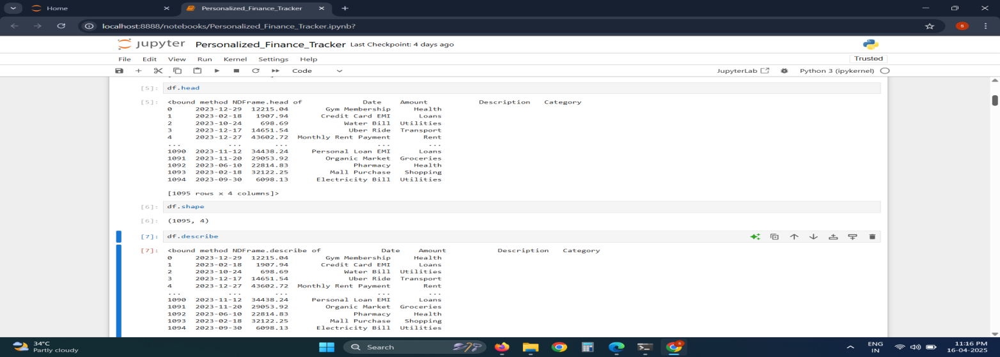 Home
Personalized_Finance_Tracker
localhost:8888/notebooks/Personalized_Finance_Tracker.ipynb?
S
jupyter Personalized_Finance_Tracker Last Checkpoint: 4 days ago
File Edit View Run Kernel Settings Help
Trusted
Code
JupyterLab Python 3 (ipykernel)
[5]: df.head
[5]: <bound method NDFrame.head of Date Amount Description Category
0 2023-12-29 12215.04 Gym Membership Health
1 2023-02-18 1907.94 Credit Card EMI Loans
2 2023-10-24 698.69 Water Bill Utilities
3 2023-12-17 14651.54 Uber Ride Transport
4 2023-12-27 43602.72 Monthly Rent Payment Rent
... ... ... ... ...
1090 2023-11-12 34438.24 Personal Loan EMI Loans
1091 2023-11-20 29053.92 Organic Market Groceries
1092 2023-06-10 22814.83 Pharmacy Health
1093 2023-02-18 32122.25 Mall Purchase Shopping
1094 2023-09-30 6098.13 Electricity Bill Utilities
[1095 rows x 4 columns]>
[6]: df.shape
[6]: (1095, 4)
[7]: df.describe
[7]: <bound method NDFrame.describe of Date Amount Description Category
0 2023-12-29 12215.04 Gym Membership Health
1 2023-02-18 1907.94 Credit Card EMI Loans
2 2023-10-24 698.69 Water Bill Utilities
3 2023-12-17 14651.54 Uber Ride Transport
4 2023-12-27 43602.72 Monthly Rent Payment Rent
... ... ... ... ...
1090 2023-11-12 34438.24 Personal Loan EMI Loans
1091 2023-11-20 29053.92 Organic Market Groceries
1092 2023-06-10 22814.83 Pharmacy Health
1093 2023-02-18 32122.25 Mall Purchase Shopping
1094 2023-09-30 6098.13 Electricity Bill Utilities
34°C
Partly cloudy
Search
ENG
IN
11:16 PM
16-04-2025